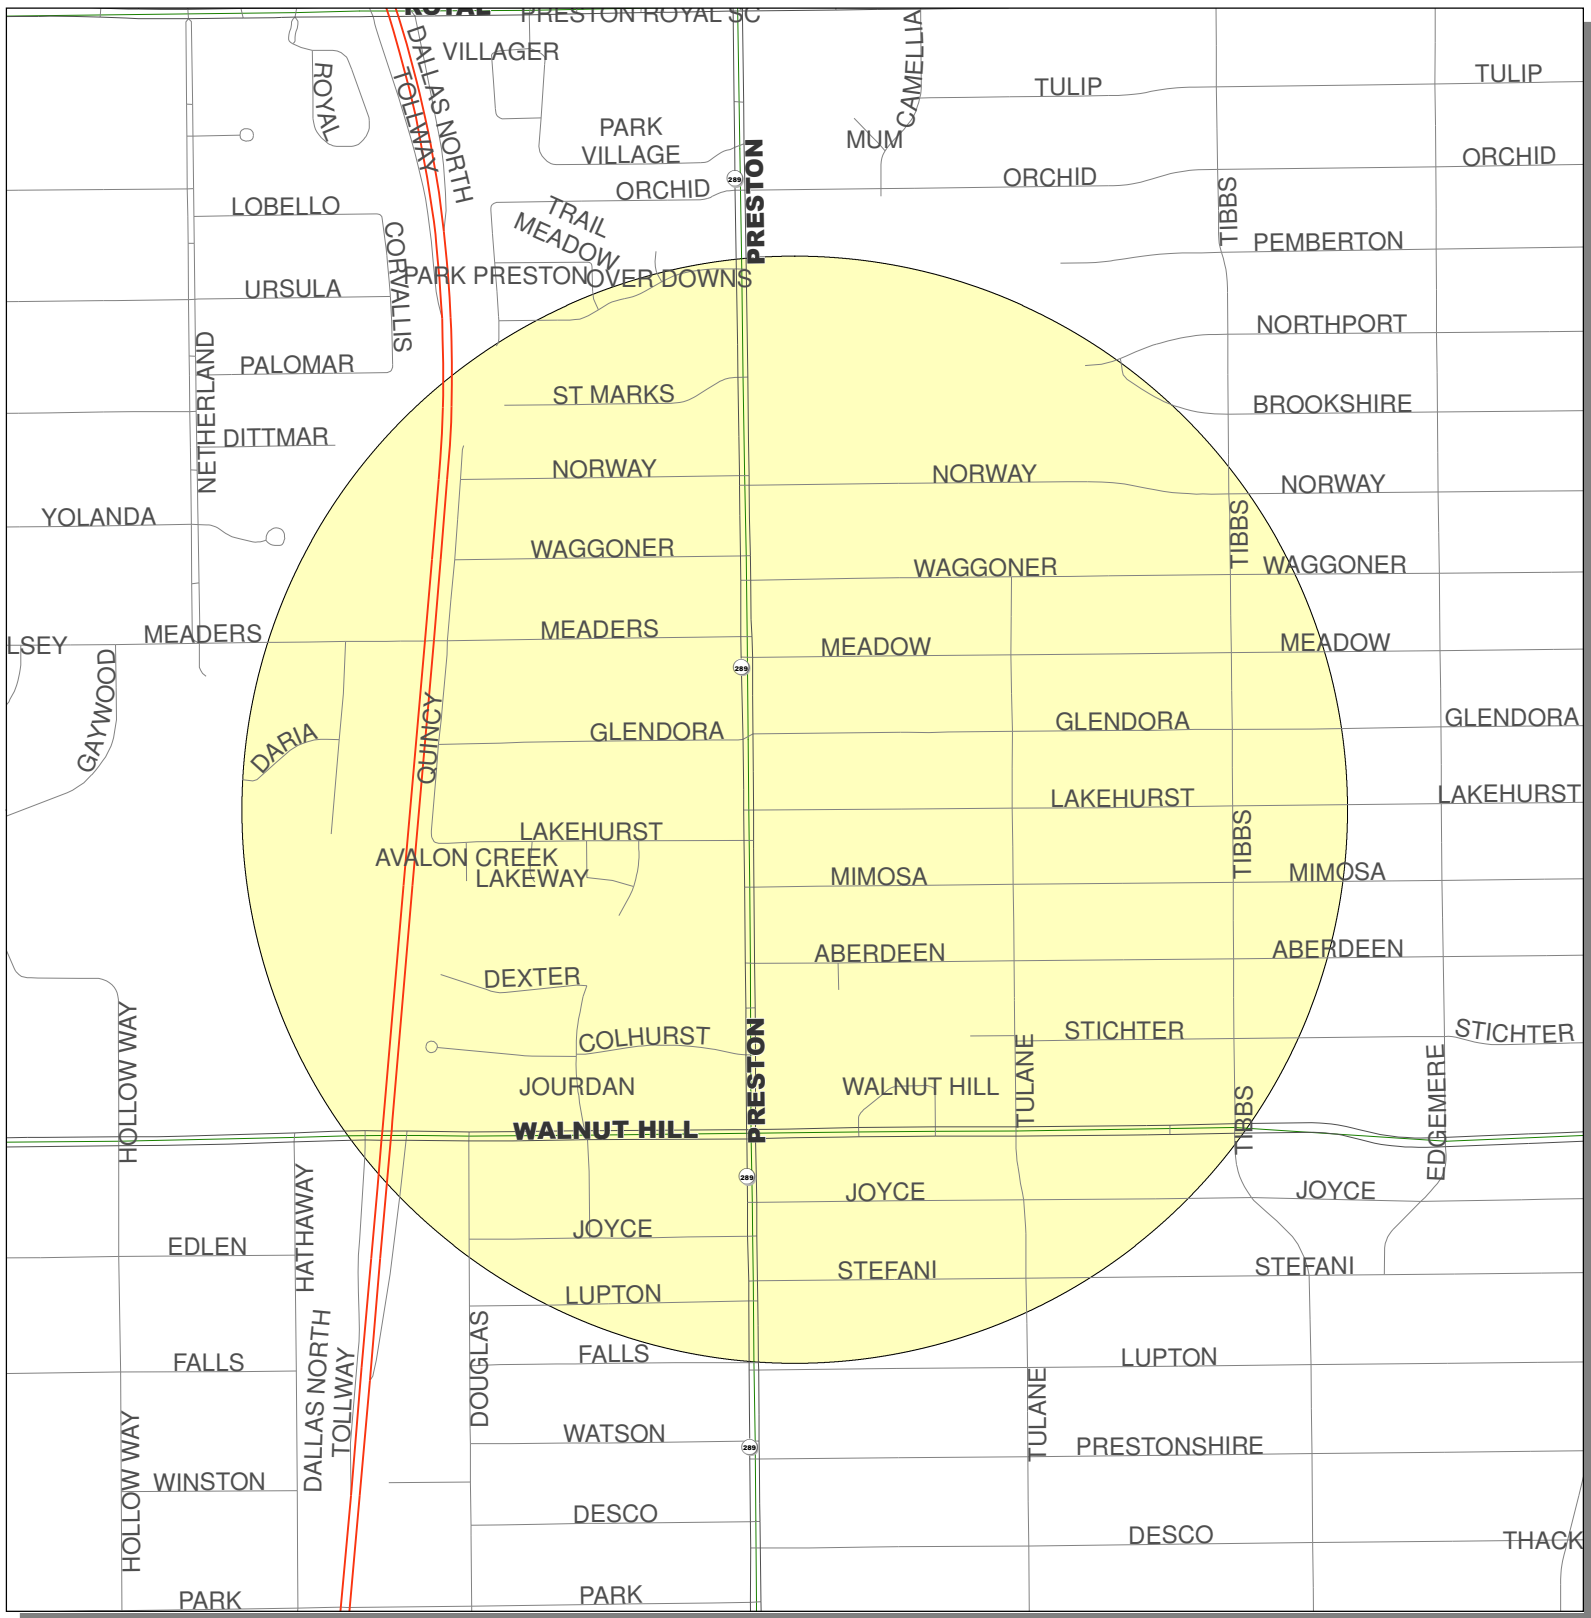 ROYAL
PRESTON ROYAL SC
VILLAGER
DALLAS NORTH
TOLLWAY
ROYAL
CAMELLIA
TULIP
TULIP
PARK
VILLAGE
MUM
PRESTON
289
ORCHID
ORCHID
ORCHID
LOBELLO
TRAIL
MEADOW
TIBBS
CORVALLIS
PEMBERTON
PARK PRESTON
OVER DOWNS
URSULA
NORTHPORT
NETHERLAND
PALOMAR
ST MARKS
BROOKSHIRE
DITTMAR
NORWAY
NORWAY
NORWAY
YOLANDA
TIBBS
WAGGONER
WAGGONER
WAGGONER
LSEY
MEADERS
MEADERS
MEADOW
MEADOW
289
GAYWOOD
DARIA
QUINCY
GLENDORA
GLENDORA
GLENDORA
LAKEHURST
LAKEHURST
LAKEHURST
TIBBS
AVALON CREEK
LAKEWAY
MIMOSA
MIMOSA
ABERDEEN
ABERDEEN
DEXTER
HOLLOW WAY
COLHURST
PRESTON
STICHTER
STICHTER
TULANE
EDGEMERE
JOURDAN
WALNUT HILL
TIBBS
WALNUT HILL
289
HATHAWAY
JOYCE
JOYCE
JOYCE
EDLEN
STEFANI
STEFANI
LUPTON
DALLAS NORTH
TOLLWAY
DOUGLAS
FALLS
FALLS
LUPTON
TULANE
HOLLOW WAY
WATSON
289
PRESTONSHIRE
WINSTON
DESCO
DESCO
THACK
PARK
PARK